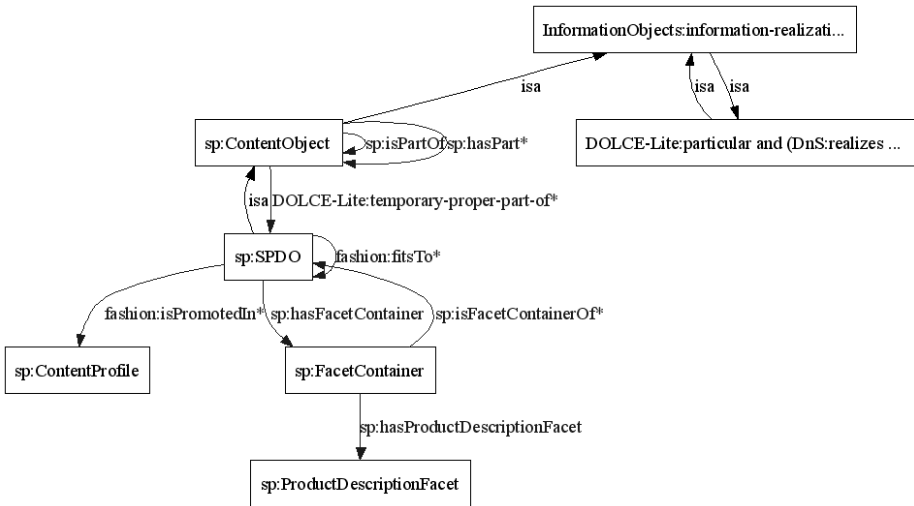 InformationObjects:information-realizati...
isa
isa
isa
sp:ContentObject
sp:isPartOf
sp:hasPart*
DOLCE-Lite:particular and (DnS:realizes ...
isa
DOLCE-Lite:temporary-proper-part-of*
sp:SPDO
fashion:fitsTo*
fashion:isPromotedIn*
sp:hasFacetContainer
sp:isFacetContainerOf*
sp:ContentProfile
sp:FacetContainer
sp:hasProductDescriptionFacet
sp:ProductDescriptionFacet